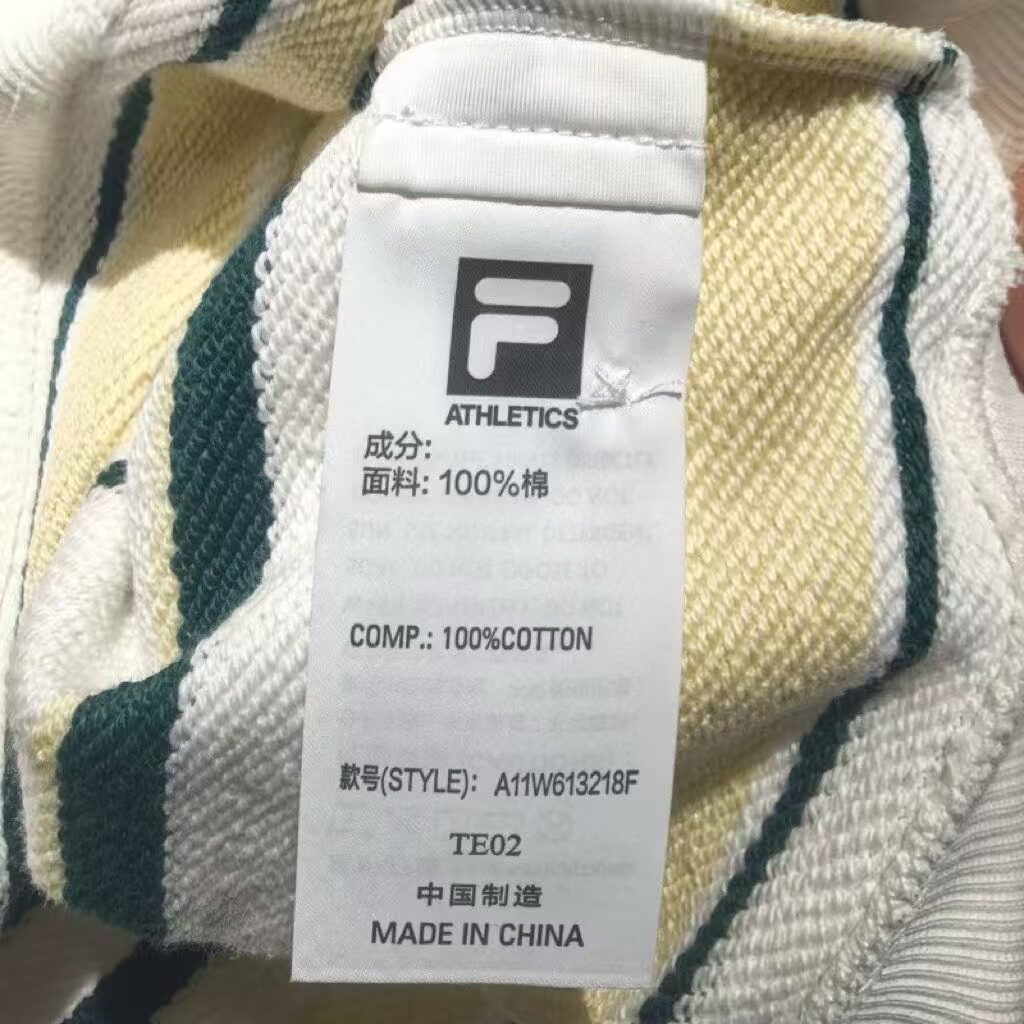 F
ATHLETICS
成分:
面料: 100%棉
COMP.: 100%COTTON
款号(STYLE): A11W613218F
TE02
中国制造
MADE IN CHINA